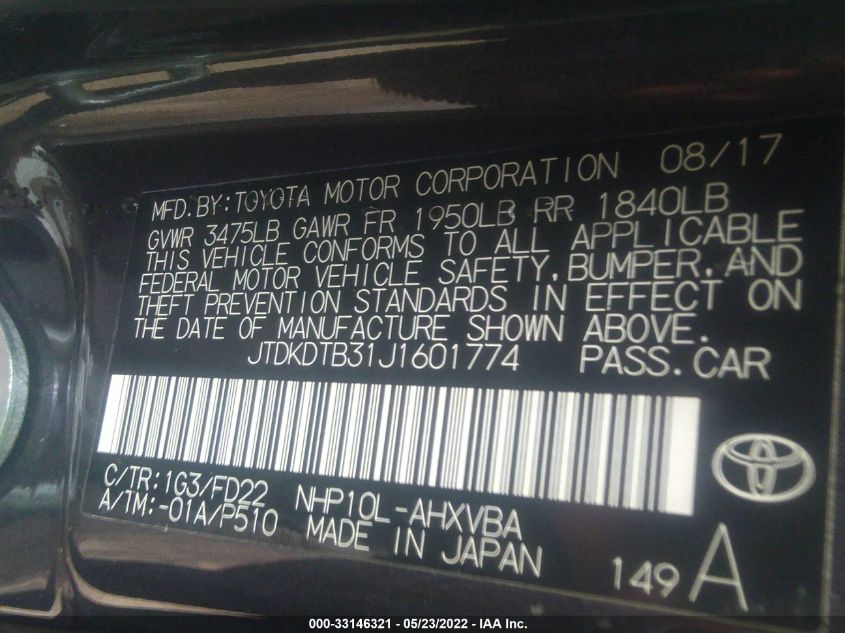 MFD.BY:TOYOTA MOTOR CORPORATION 08/17
GVWR 3475LB GAWR FR 1950LB RR 1840LB
THIS VEHICLE CONFORMS TO ALL APPLICABLE
FEDERAL MOTOR VEHICLE SAFETY, BUMPER, AND
THEFT PREVENTION STANDARDS IN EFFECT ON
THE DATE OF MANUFACTURE SHOWN ABOVE.
JTDKDTB31J1601774 PASS.CAR
C/TR:1G3/FD22 NHP10L-AHXVBA
A/TM:-01A/P510 MADE IN JAPAN
149A
000-33146321 | 05/23/2022 - IAA Inc.